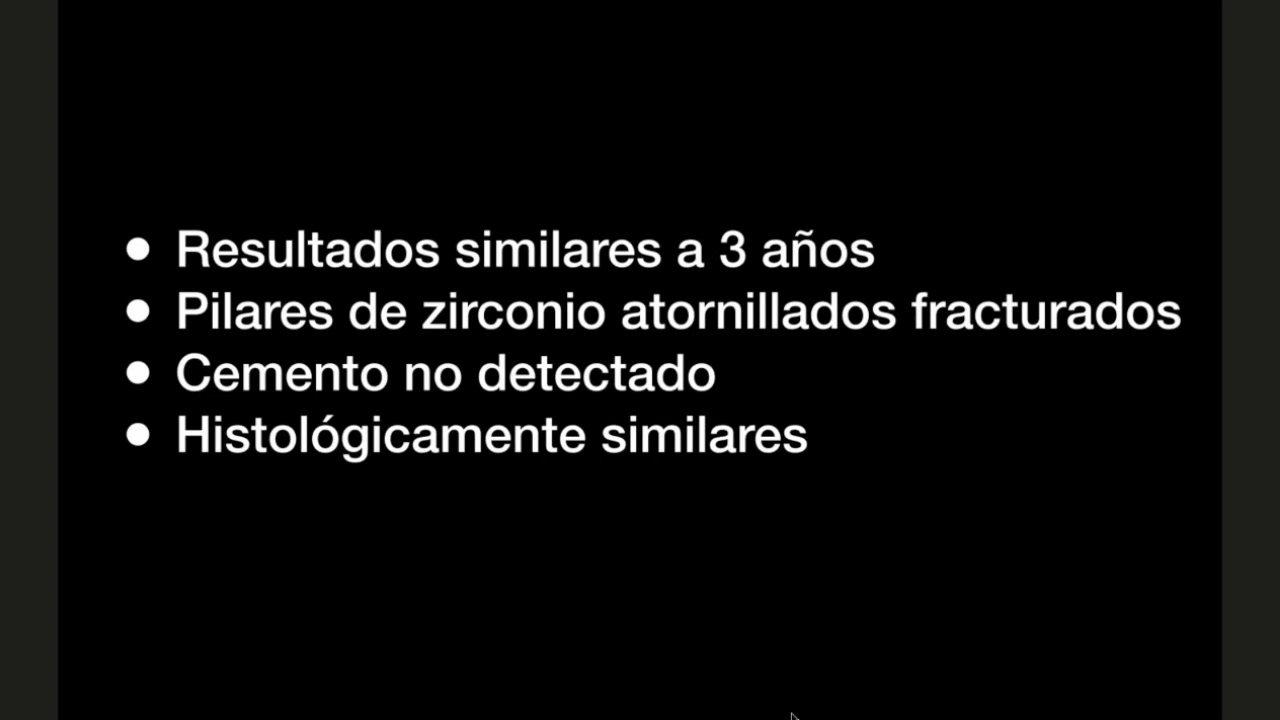 ● Resultados similares a 3 años
● Pilares de zirconio atornillados fracturados
● Cemento no detectado
● Histológicamente similares